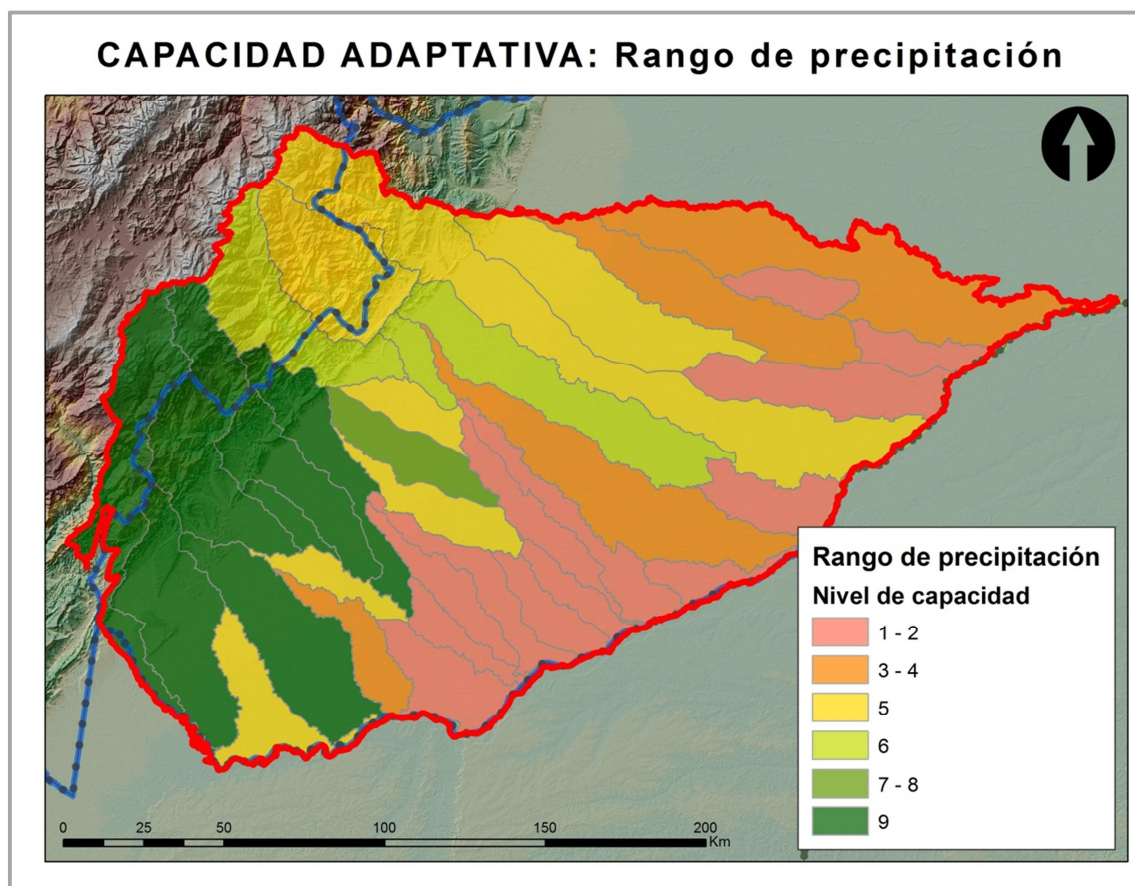 CAPACIDAD ADAPTATIVA: Rango de precipitación
Rango de precipitación
Nivel de capacidad
1 - 2
3 - 4
5
6
7 - 8
9
0 25 50 100 150 200
Km